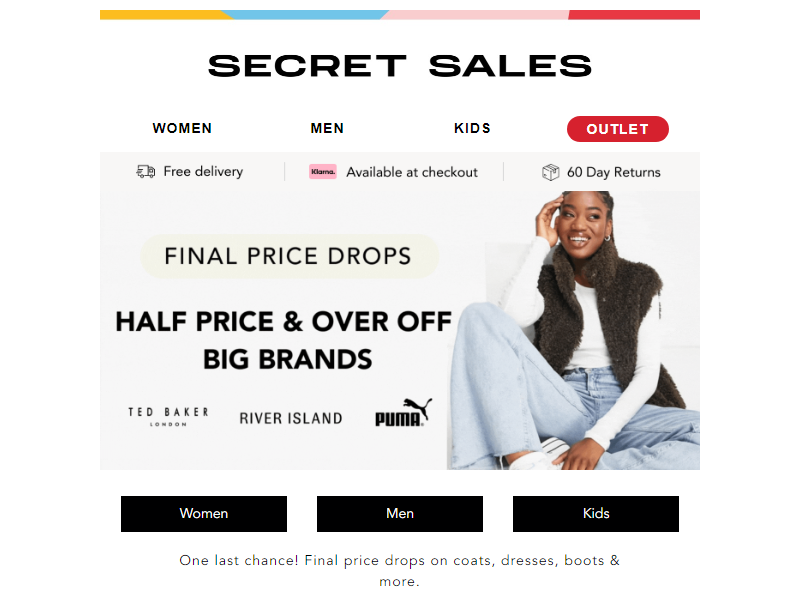 SECRET SALES
WOMEN MEN KIDS OUTLET
Free delivery Klarna. Available at checkout 60 Day Returns
FINAL PRICE DROPS
HALF PRICE & OVER OFF
BIG BRANDS
TED BAKER
LONDON
RIVER ISLAND
PUMA
Women Men Kids
One last chance! Final price drops on coats, dresses, boots &
more.